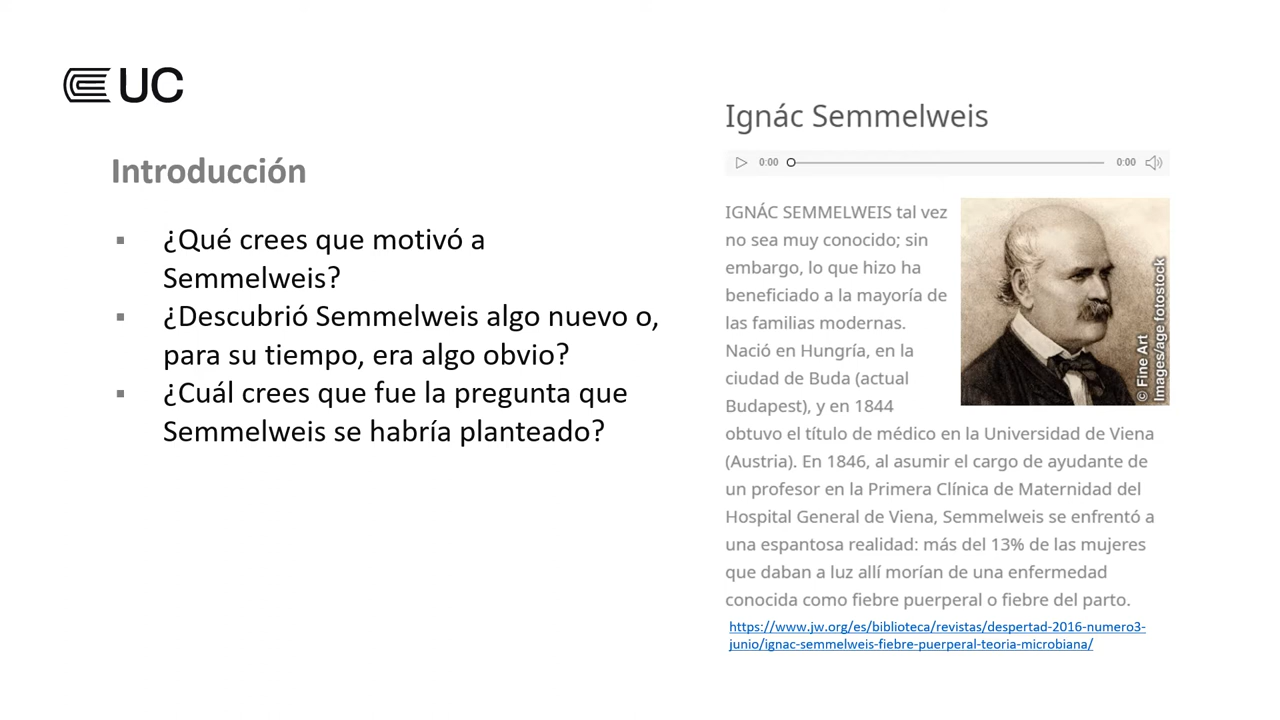 UC
Introducción
¿Qué crees que motivó a
Semmelweis?
¿Descubrió Semmelweis algo nuevo o,
para su tiempo, era algo obvio?
¿Cuál crees que fue la pregunta que
Semmelweis se habría planteado?
Ignác Semmelweis
0:00 0:00
IGNÁC SEMMELWEIS tal vez
no sea muy conocido; sin
embargo, lo que hizo ha
beneficiado a la mayoría de
las familias modernas.
Nació en Hungría, en la
ciudad de Buda (actual
Budapest), y en 1844
obtuvo el título de médico en la Universidad de Viena
(Austria). En 1846, al asumir el cargo de ayudante de
un profesor en la Primera Clínica de Maternidad del
Hospital General de Viena, Semmelweis se enfrentó a
una espantosa realidad: más del 13% de las mujeres
que daban a luz allí morían de una enfermedad
conocida como fiebre puerperal o fiebre del parto.
© Fine Art
Images/age fotostock
https://www.jw.org/es/biblioteca/revistas/despertad-2016-numero3-
junio/ignac-semmelweis-fiebre-puerperal-teoria-microbiana/